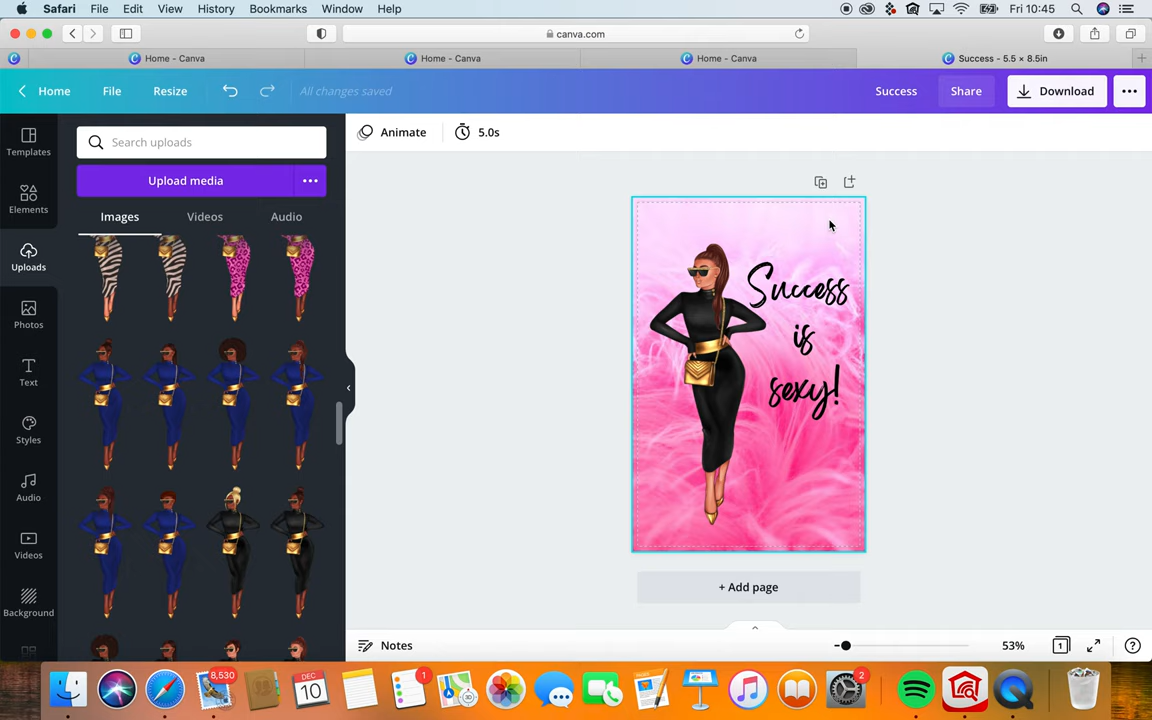 Safari File Edit View History Bookmarks Window Help Fri 10:45
canva.com
Home - Canva Home - Canva Home - Canva Success - 5.5 × 8.5in
Home File Resize All changes saved Success Share Download
Templates
Elements
Uploads
Photos
Text
Styles
Audio
Videos
Background
Search uploads
Upload media
Images Videos Audio
Animate 5.0s
Success
is
sexy!
+ Add page
Notes 53% 1
8,530
DEC
10
1
2